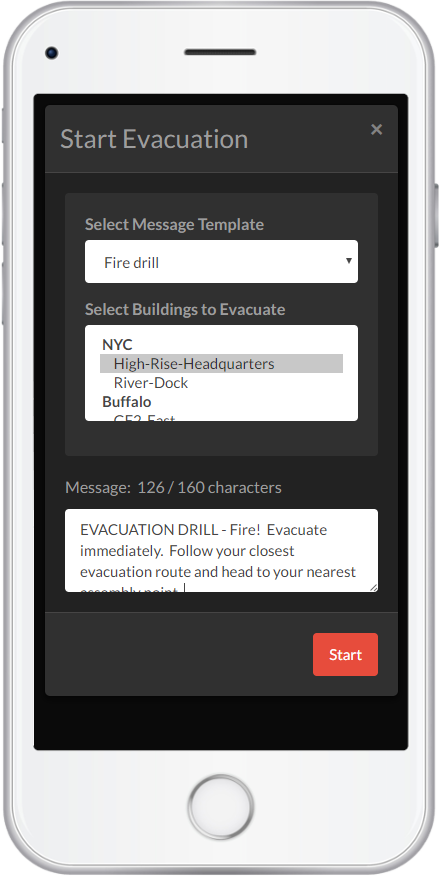 Start Evacuation ×
Select Message Template
Fire drill
Select Buildings to Evacuate
NYC
High-Rise-Headquarters
River-Dock
Buffalo
Message: 126 / 160 characters
EVACUATION DRILL - Fire! Evacuate
immediately. Follow your closest
evacuation route and head to your nearest
assembly point.
Start